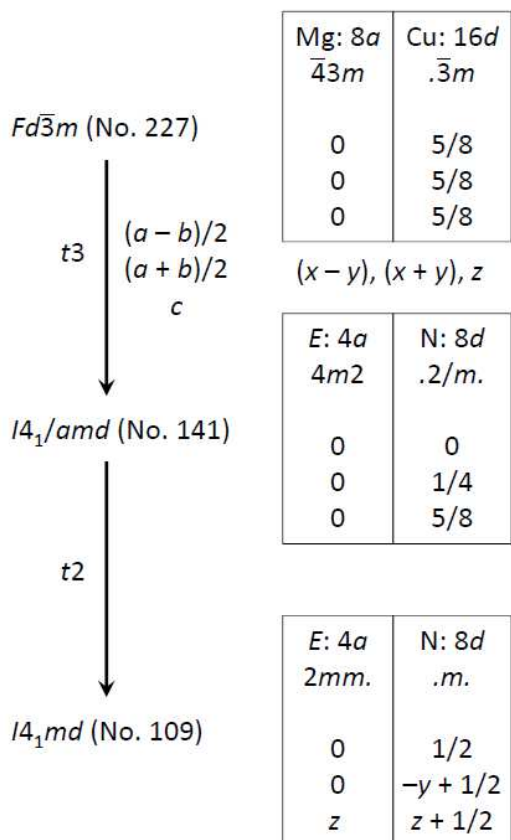 Mg: 8a Cu: 16d
4̅3m .3̅m
Fd3̅m (No. 227)
0 5/8
0 5/8
0 5/8
t3
(a – b)/2
(a + b)/2
c
(x – y), (x + y), z
E: 4a N: 8d
4m2 .2/m.
I4₁/amd (No. 141)
0 0
0 1/4
0 5/8
t2
E: 4a N: 8d
2mm. .m.
I4₁md (No. 109)
0 1/2
0 –y + 1/2
z z + 1/2